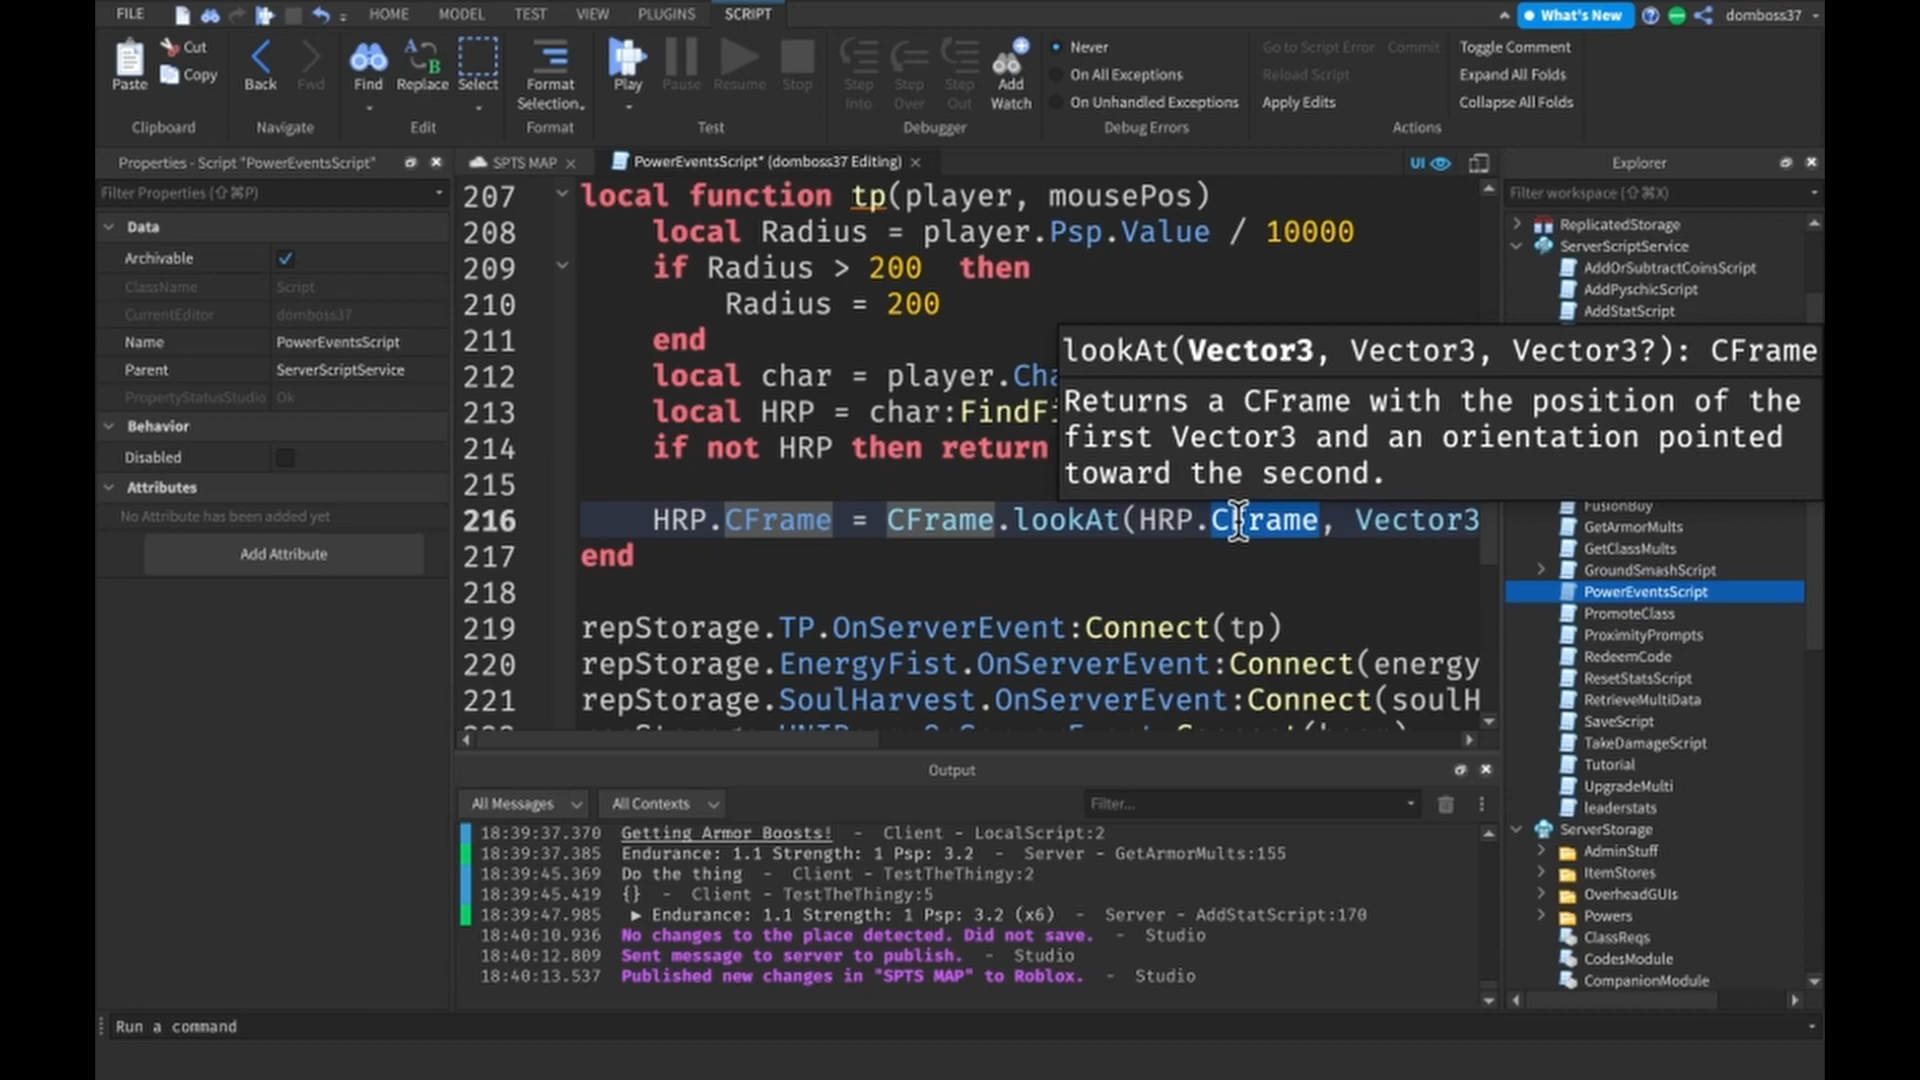 FILE
HOME
MODEL
TEST
VIEW
PLUGINS
SCRIPT
What's New
domboss37
Paste
Cut
Copy
Clipboard
Back
Fwd
Navigate
Find
Replace
Select
Edit
Format
Selection
Format
Play
Pause
Resume
Stop
Test
Step
Into
Step
Over
Step
Out
Add
Watch
Debugger
Never
On All Exceptions
On Unhandled Exceptions
Debug Errors
Go to Script Error
Commit
Reload Script
Apply Edits
Toggle Comment
Expand All Folds
Collapse All Folds
Actions
Properties - Script "PowerEventsScript"
Filter Properties (⇧⌘P)
Data
Archivable
ClassName Script
CurrentEditor domboss37
Name PowerEventsScript
Parent ServerScriptService
PropertyStatusStudio Ok
Behavior
Disabled
Attributes
No Attribute has been added yet
Add Attribute
SPTS MAP
PowerEventsScript* (domboss37 Editing)
UI
207 local function tp(player, mousePos)
208 local Radius = player.Psp.Value / 10000
209 if Radius > 200 then
210 Radius = 200
211 end
212 local char = player.Cha
213 local HRP = char:FindFi
214 if not HRP then return
215
216 HRP.CFrame = CFrame.lookAt(HRP.CFrame, Vector3
217 end
218
219 repStorage.TP.OnServerEvent:Connect(tp)
220 repStorage.EnergyFist.OnServerEvent:Connect(energy
221 repStorage.SoulHarvest.OnServerEvent:Connect(soulH
lookAt(Vector3, Vector3, Vector3?): CFrame
Returns a CFrame with the position of the
first Vector3 and an orientation pointed
toward the second.
Output
All Messages
All Contexts
Filter...
18:39:37.370 Getting Armor Boosts! - Client - LocalScript:2
18:39:37.385 Endurance: 1.1 Strength: 1 Psp: 3.2 - Server - GetArmorMults:155
18:39:45.369 Do the thing - Client - TestTheThingy:2
18:39:45.419 {} - Client - TestTheThingy:5
18:39:47.985 ▶ Endurance: 1.1 Strength: 1 Psp: 3.2 (x6) - Server - AddStatScript:170
18:40:10.936 No changes to the place detected. Did not save. - Studio
18:40:12.809 Sent message to server to publish. - Studio
18:40:13.537 Published new changes in "SPTS MAP" to Roblox. - Studio
Explorer
Filter workspace (⇧⌘X)
ReplicatedStorage
ServerScriptService
AddOrSubtractCoinsScript
AddPyschicScript
AddStatScript
FusionBuy
GetArmorMults
GetClassMults
GroundSmashScript
PowerEventsScript
PromoteClass
ProximityPrompts
RedeemCode
ResetStatsScript
RetrieveMultiData
SaveScript
TakeDamageScript
Tutorial
UpgradeMulti
leaderstats
ServerStorage
AdminStuff
ItemStores
OverheadGUIs
Powers
ClassReqs
CodesModule
CompanionModule
Run a command